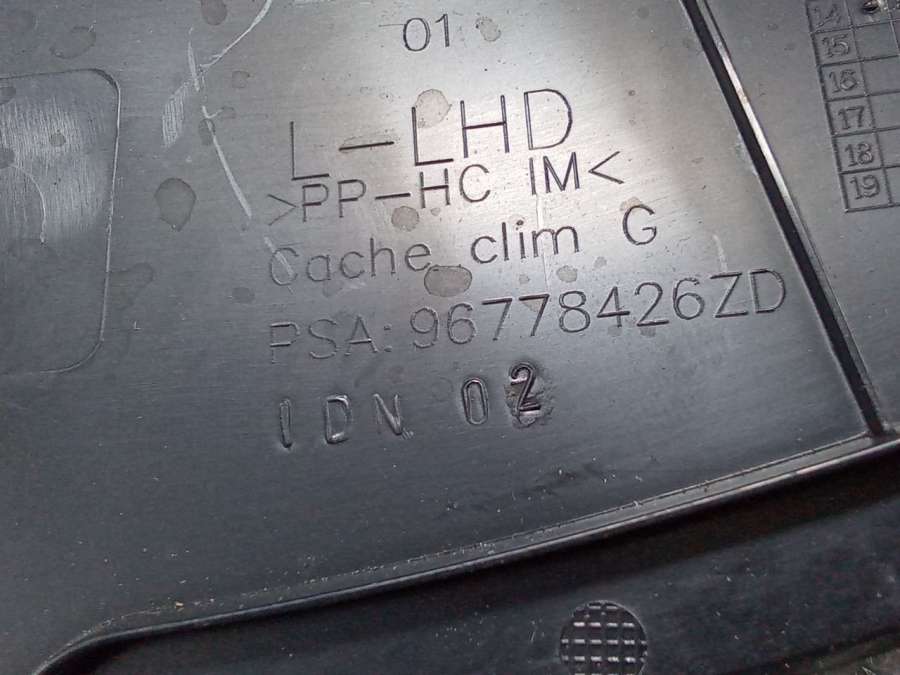 01
L-LHD
>PP-HC IM<
Cache clim G
PSA: 96778426ZD
IDN 02
14
15
16
17
18
19